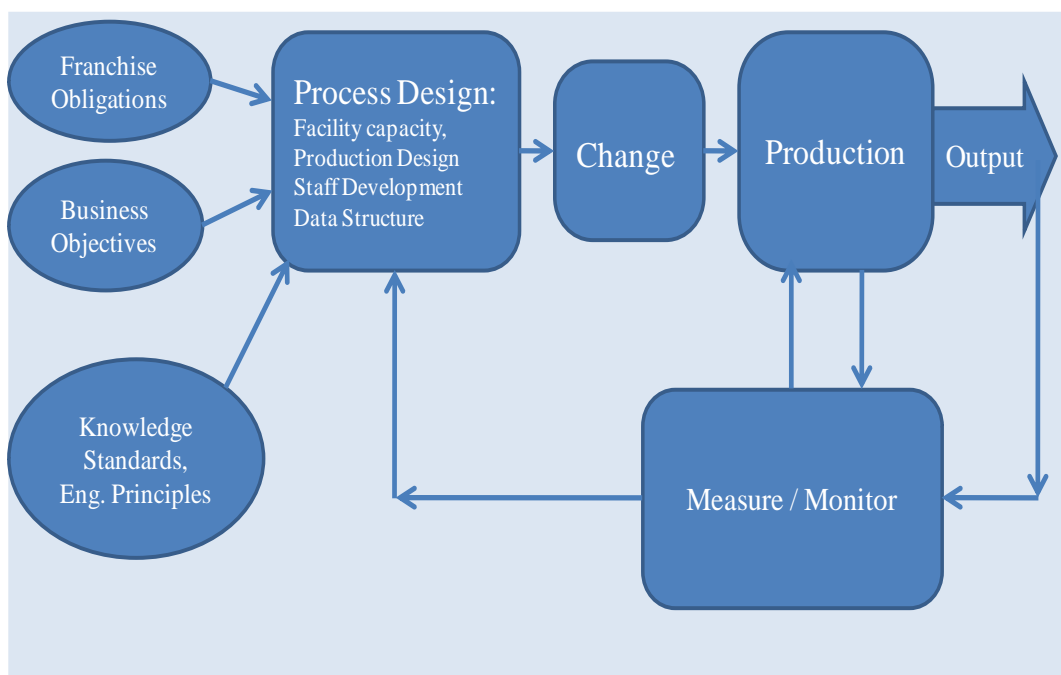 Franchise
Obligations
Business
Objectives
Knowledge
Standards,
Eng. Principles
Process Design:
Facility capacity,
Production Design
Staff Development
Data Structure
Change
Production
Output
Measure / Monitor